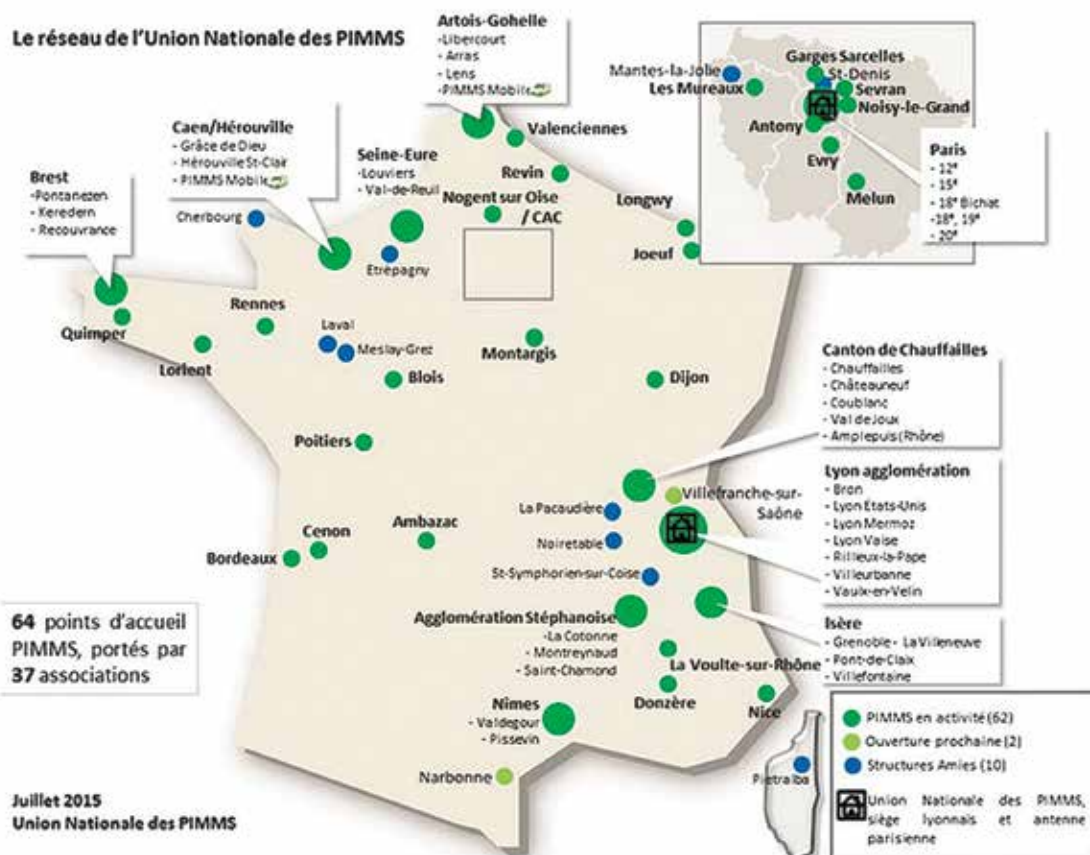 Le réseau de l'Union Nationale des PIMMS
Artois-Gohelle
-Libercourt
- Arras
- Lens
-PIMMS Mobile
Caen/Hérouville
- Grâce de Dieu
- Hérouville St-Clair
- PIMMS Mobile
Brest
-Pontanezen
- Keredern
- Recouvrance
Cherbourg
Seine-Eure
-Louviers
- Val-de-Reuil
Etrepagny
Valenciennes
Revin
Nogent sur Oise
/ CAC
Longwy
Joeuf
Mantes-la-Jolie
Les Mureaux
Garges Sarcelles
St-Denis
Sevran
Noisy-le-Grand
Antony
Evry
Melun
Paris
- 12e
- 15e
- 18e Bichat
-18e, 19e
- 20e
Quimper
Lorient
Rennes
Laval
Meslay-Grez
Blois
Montargis
Dijon
Poitiers
Canton de Chauffailles
- Chauffailles
- Châteauneuf
- Coublanc
- Val de Joux
- Amplepuis (Rhône)
Villefranche-sur-
Saône
Lyon agglomération
- Bron
- Lyon États-Unis
- Lyon Mermoz
- Lyon Vaise
- Rillieux-la-Pape
- Villeurbanne
- Vaulx-en-Velin
La Pacaudière
Noiretable
St-Symphorien-sur-Coise
Bordeaux
Cenon
Ambazac
Agglomération Stéphanoise
-La Cotonne
- Montreynaud
- Saint-Chamond
Isère
- Grenoble - La Villeneuve
- Pont-de-Claix
- Villefontaine
La Voulte-sur-Rhône
Donzère
Nice
Nîmes
- Valdegour
- Pissevin
Narbonne
Pietralba
64 points d'accueil
PIMMS, portés par
37 associations
PIMMS en activité (62)
Ouverture prochaine (2)
Structures Amies (10)
Union Nationale des PIMMS,
siège lyonnais et antenne
parisienne
Juillet 2015
Union Nationale des PIMMS